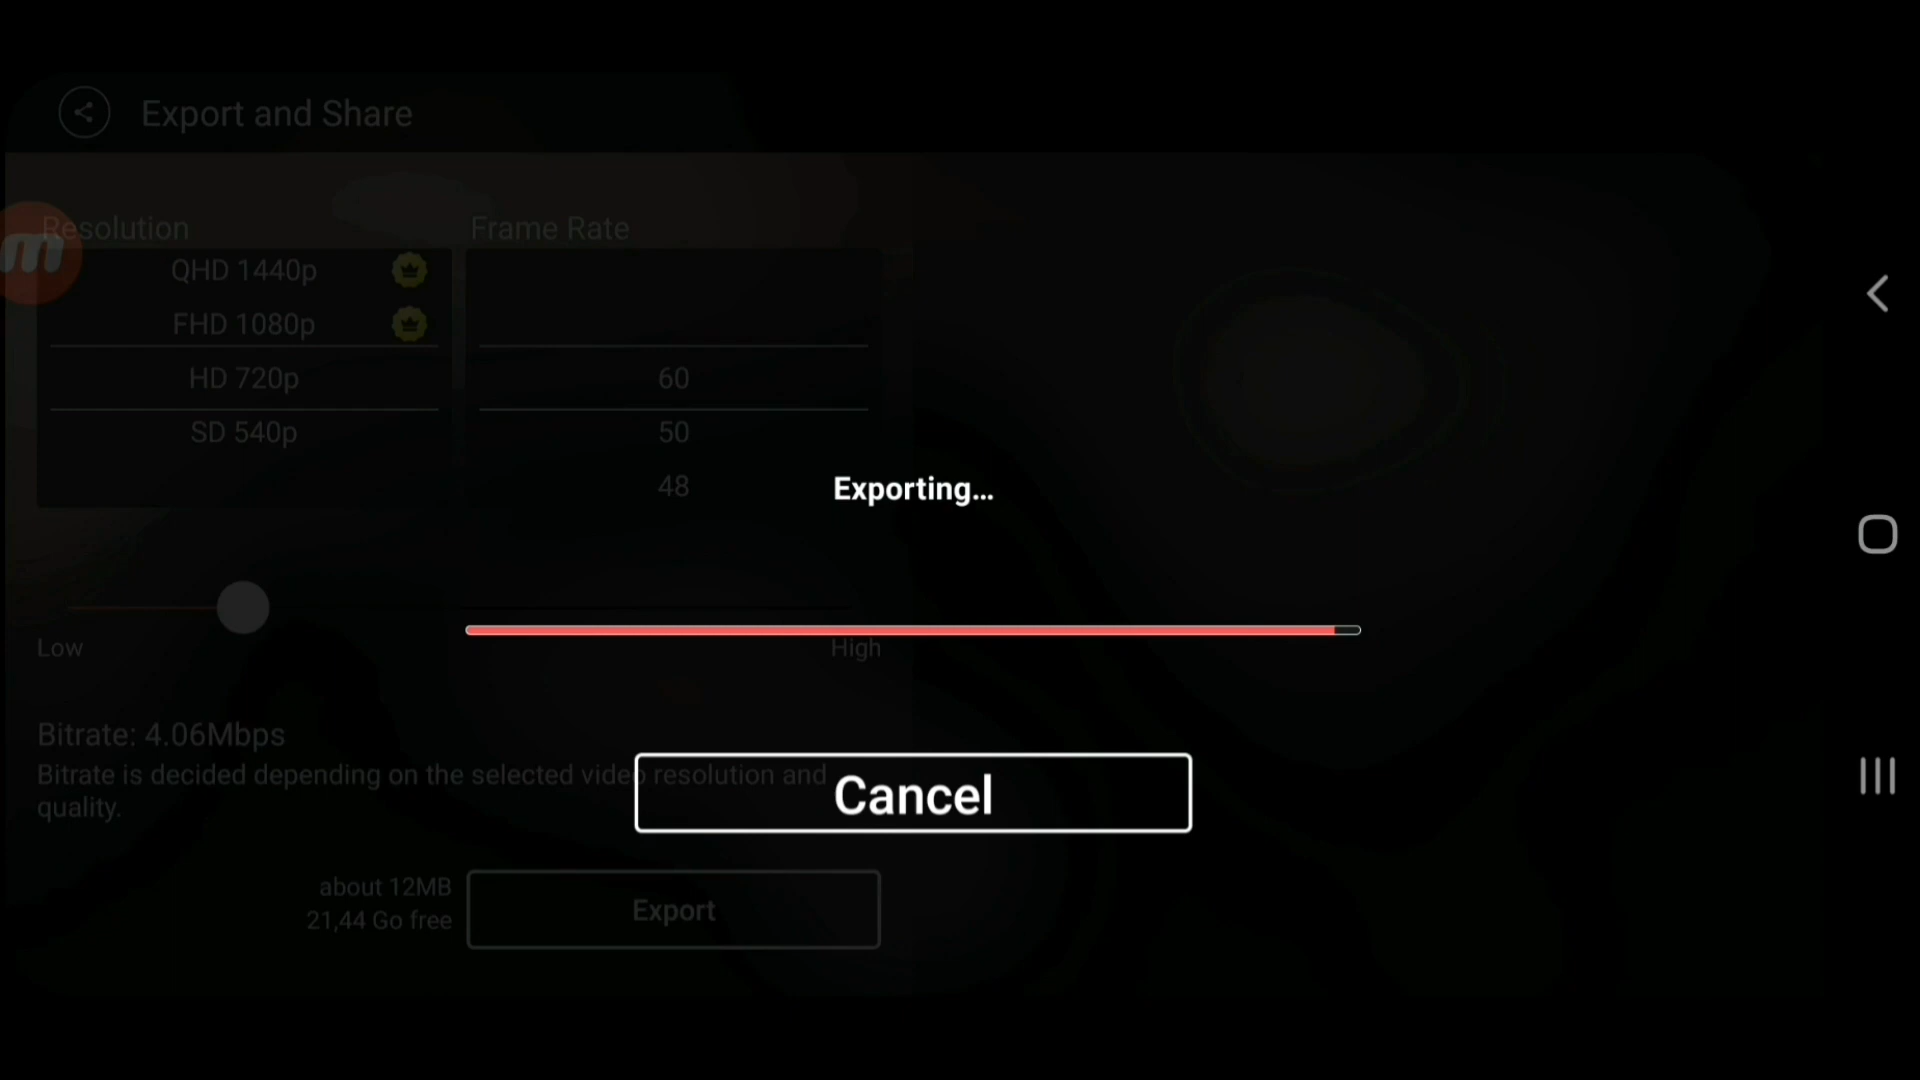 Export and Share
Resolution
Frame Rate
QHD 1440p
FHD 1080p
HD 720p
60
SD 540p
50
48
Exporting...
Low
High
Bitrate: 4.06Mbps
Bitrate is decided depending on the selected video resolution and
quality.
Cancel
about 12MB
21,44 Go free
Export